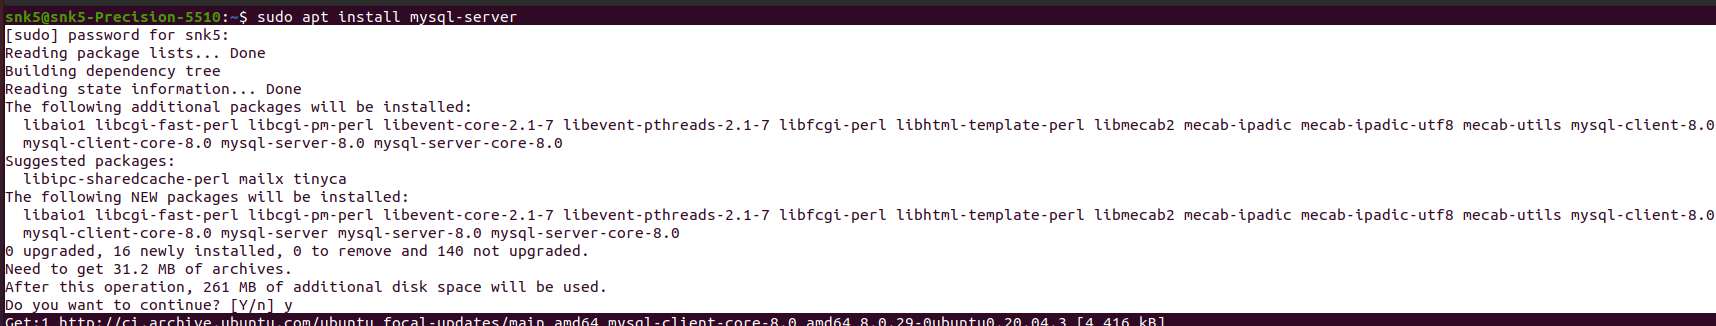 snk5@snk5-Precision-5510:~$ sudo apt install mysql-server
[sudo] password for snk5:
Reading package lists... Done
Building dependency tree
Reading state information... Done
The following additional packages will be installed:
  libaio1 libcgi-fast-perl libcgi-pm-perl libevent-core-2.1-7 libevent-pthreads-2.1-7 libfcgi-perl libhtml-template-perl libmecab2 mecab-ipadic mecab-ipadic-utf8 mecab-utils mysql-client-8.0
  mysql-client-core-8.0 mysql-server-8.0 mysql-server-core-8.0
Suggested packages:
  libipc-sharedcache-perl mailx tinyca
The following NEW packages will be installed:
  libaio1 libcgi-fast-perl libcgi-pm-perl libevent-core-2.1-7 libevent-pthreads-2.1-7 libfcgi-perl libhtml-template-perl libmecab2 mecab-ipadic mecab-ipadic-utf8 mecab-utils mysql-client-8.0
  mysql-client-core-8.0 mysql-server mysql-server-8.0 mysql-server-core-8.0
0 upgraded, 16 newly installed, 0 to remove and 140 not upgraded.
Need to get 31.2 MB of archives.
After this operation, 261 MB of additional disk space will be used.
Do you want to continue? [Y/n] y
Get:1 http://ci.archive.ubuntu.com/ubuntu focal-updates/main amd64 mysql-client-core-8.0 amd64 8.0.29-0ubuntu0.20.04.3 [4 416 kB]